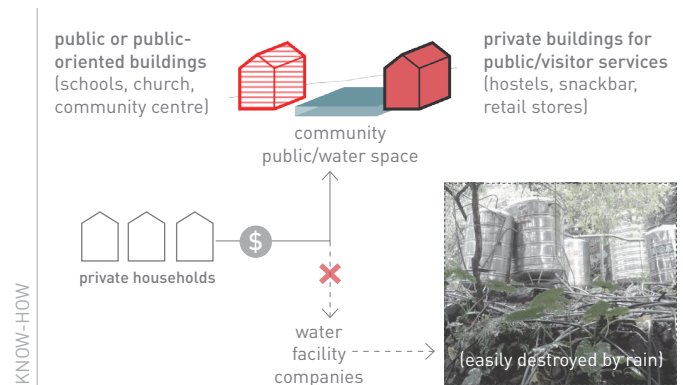 public or public-
oriented buildings
(schools, church,
community centre)
private buildings for
public/visitor services
(hostels, snackbar,
retail stores)
community
public/water space
$
private households
water
facility
companies
(easily destroyed by rain)
KNOW-HOW